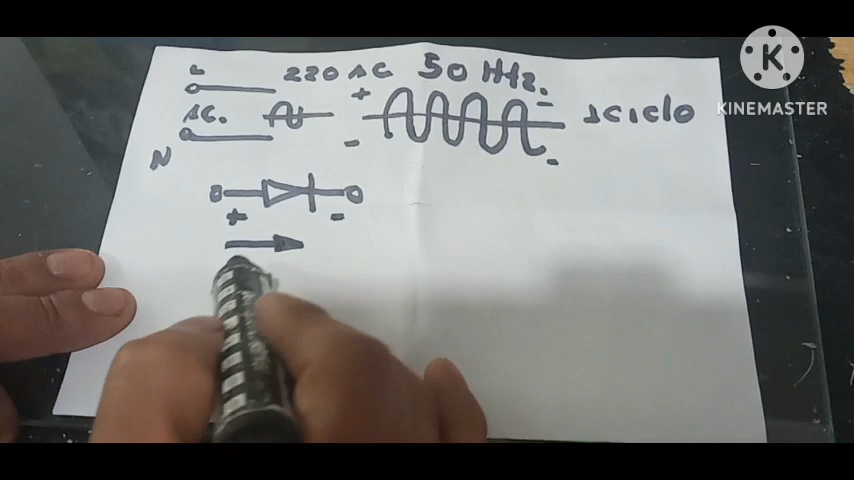 L 220 AC 50 Hz.
+ -
AC. 1ciclo
- -
N
+ -
K
KINEMASTER